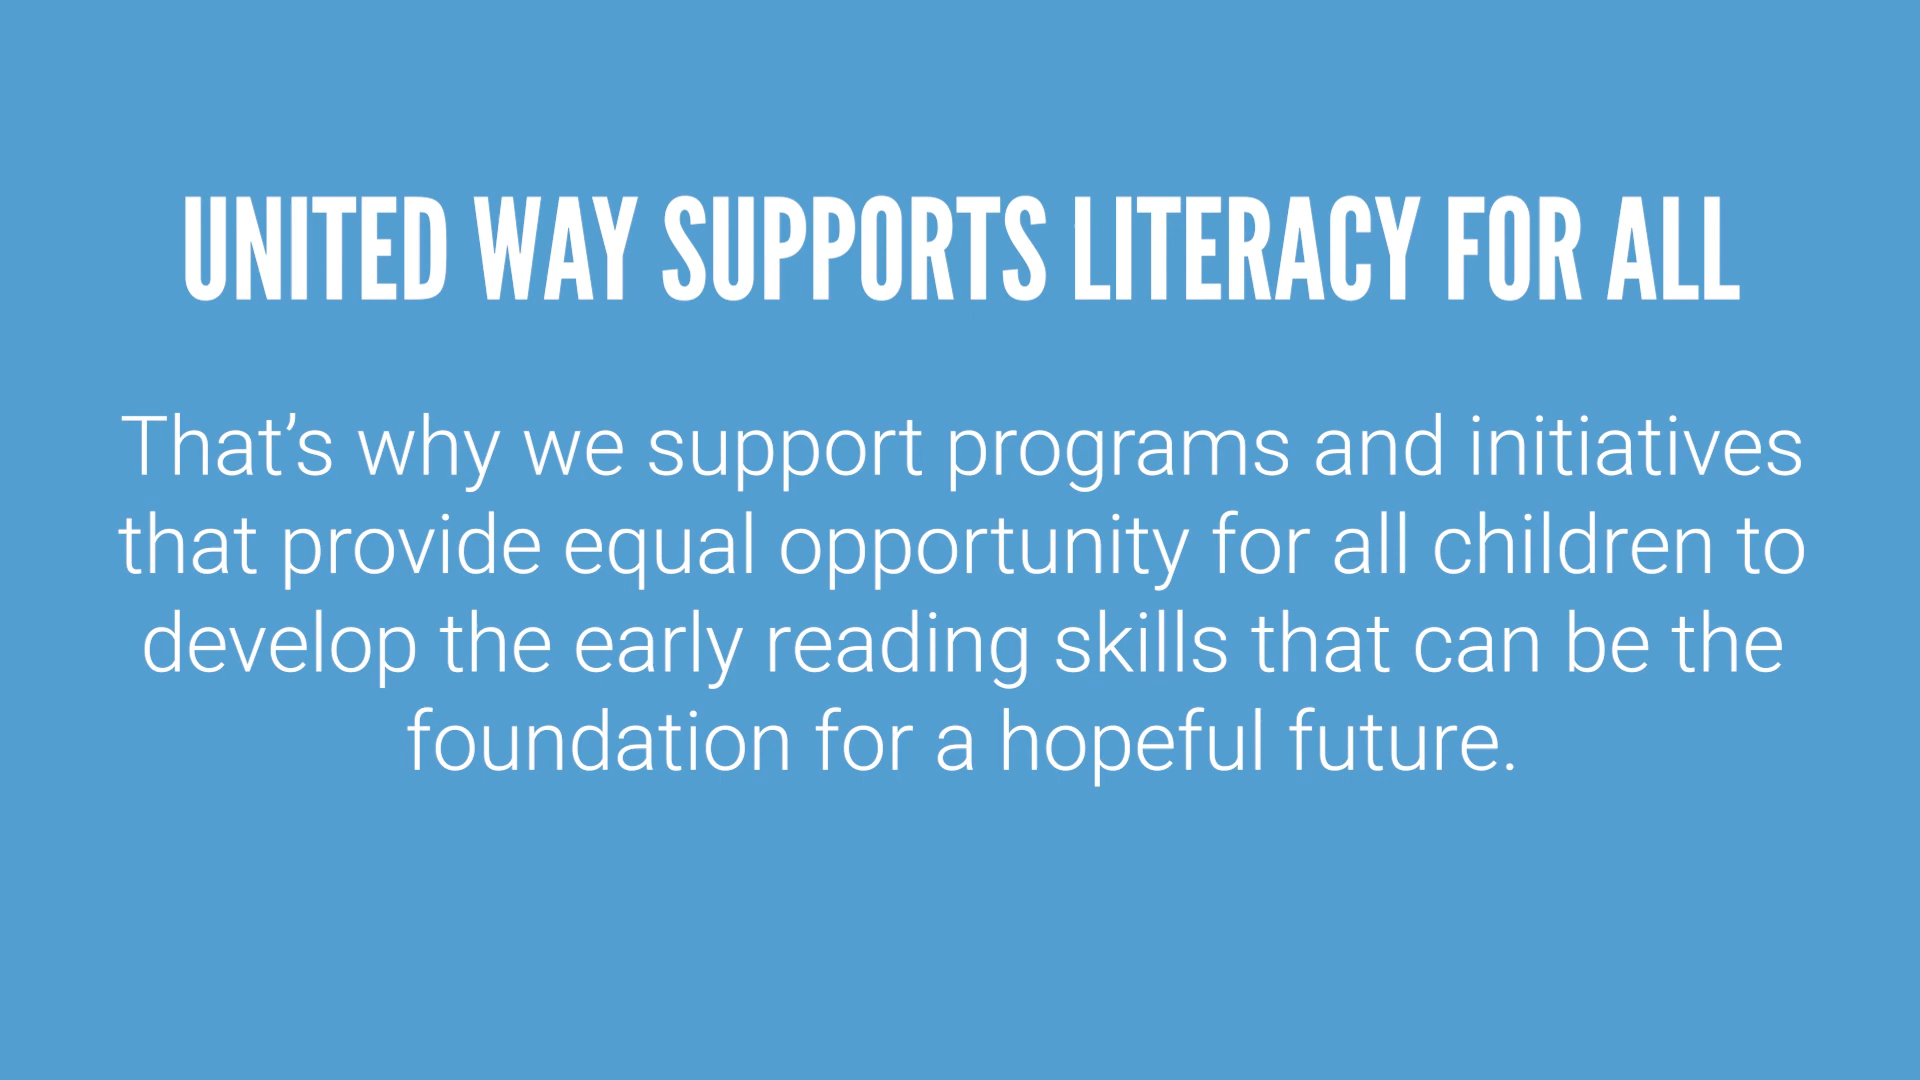 UNITED WAY SUPPORTS LITERACY FOR ALL
That’s why we support programs and initiatives
that provide equal opportunity for all children to
develop the early reading skills that can be the
foundation for a hopeful future.